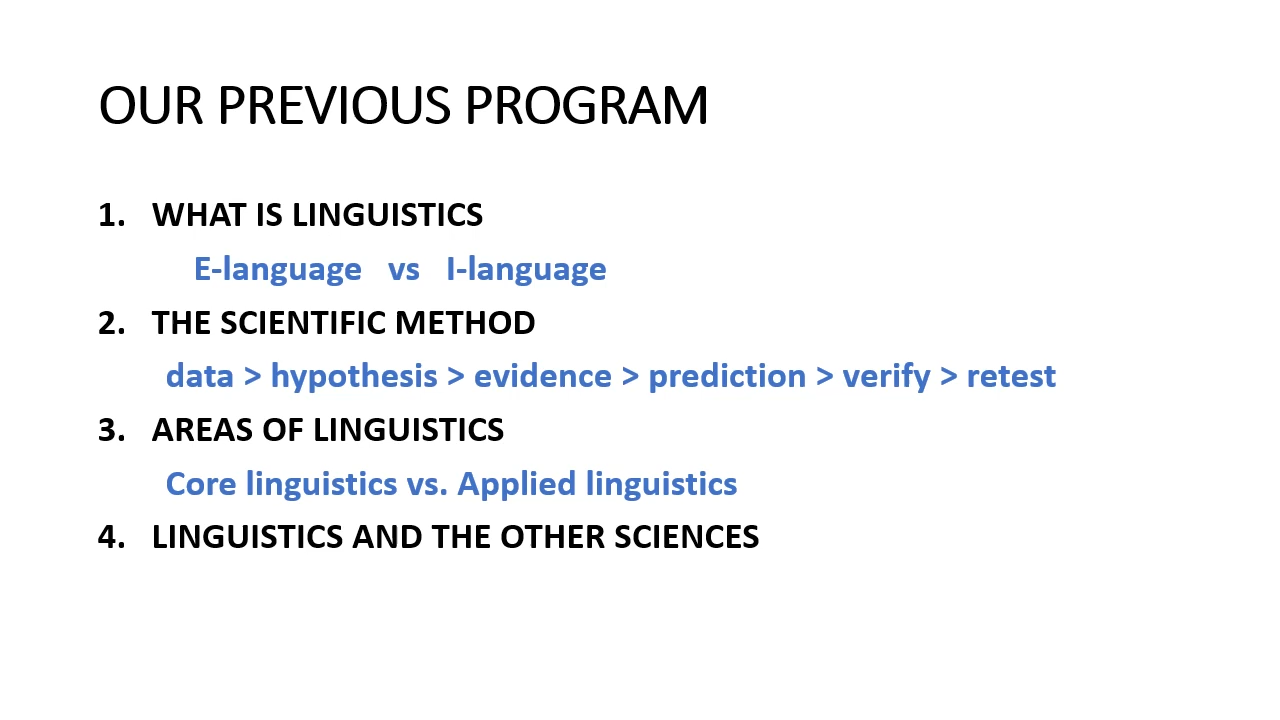 OUR PREVIOUS PROGRAM
1. WHAT IS LINGUISTICS
E-language vs I-language
2. THE SCIENTIFIC METHOD
data > hypothesis > evidence > prediction > verify > retest
3. AREAS OF LINGUISTICS
Core linguistics vs. Applied linguistics
4. LINGUISTICS AND THE OTHER SCIENCES